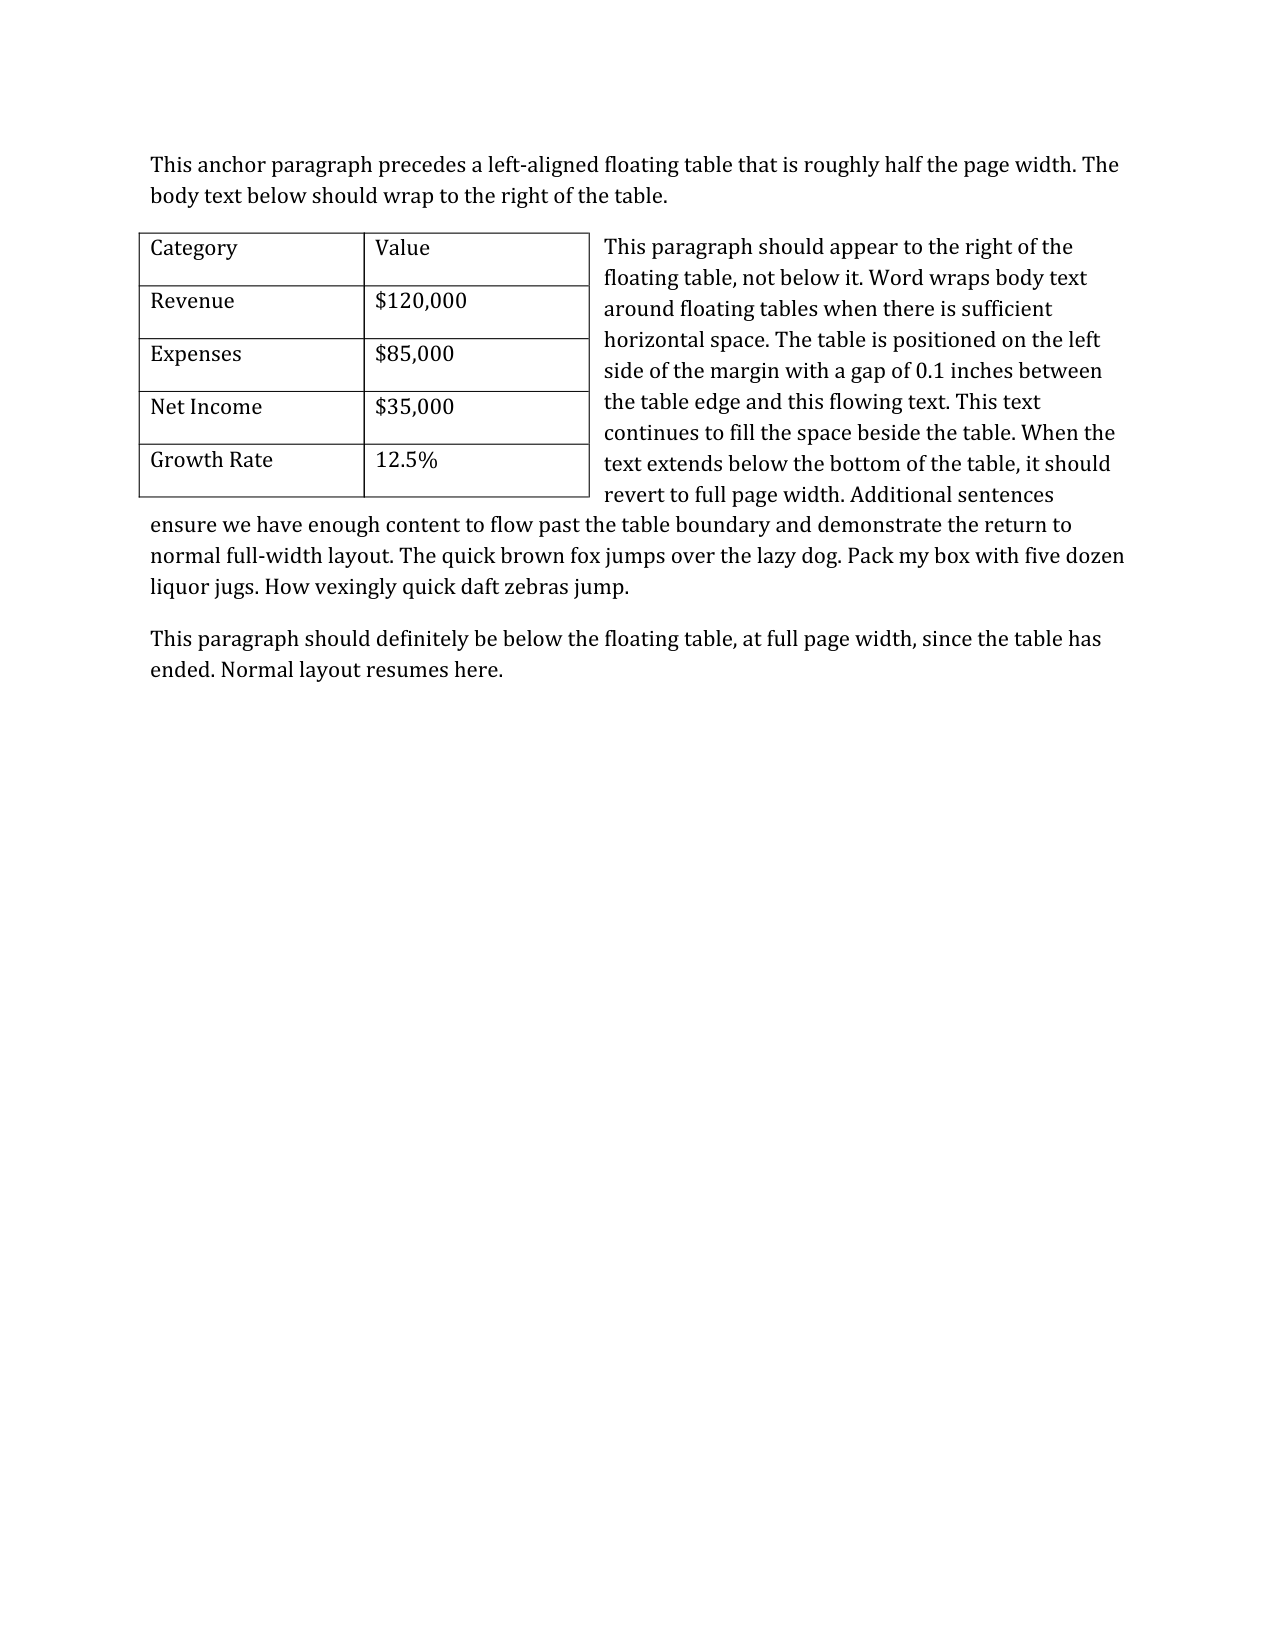 This anchor paragraph precedes a left-aligned floating table that is roughly half the page width. The
body text below should wrap to the right of the table.
Category Value
Revenue $120,000
Expenses $85,000
Net Income $35,000
Growth Rate 12.5%
This paragraph should appear to the right of the
floating table, not below it. Word wraps body text
around floating tables when there is sufficient
horizontal space. The table is positioned on the left
side of the margin with a gap of 0.1 inches between
the table edge and this flowing text. This text
continues to fill the space beside the table. When the
text extends below the bottom of the table, it should
revert to full page width. Additional sentences
ensure we have enough content to flow past the table boundary and demonstrate the return to
normal full-width layout. The quick brown fox jumps over the lazy dog. Pack my box with five dozen
liquor jugs. How vexingly quick daft zebras jump.
This paragraph should definitely be below the floating table, at full page width, since the table has
ended. Normal layout resumes here.